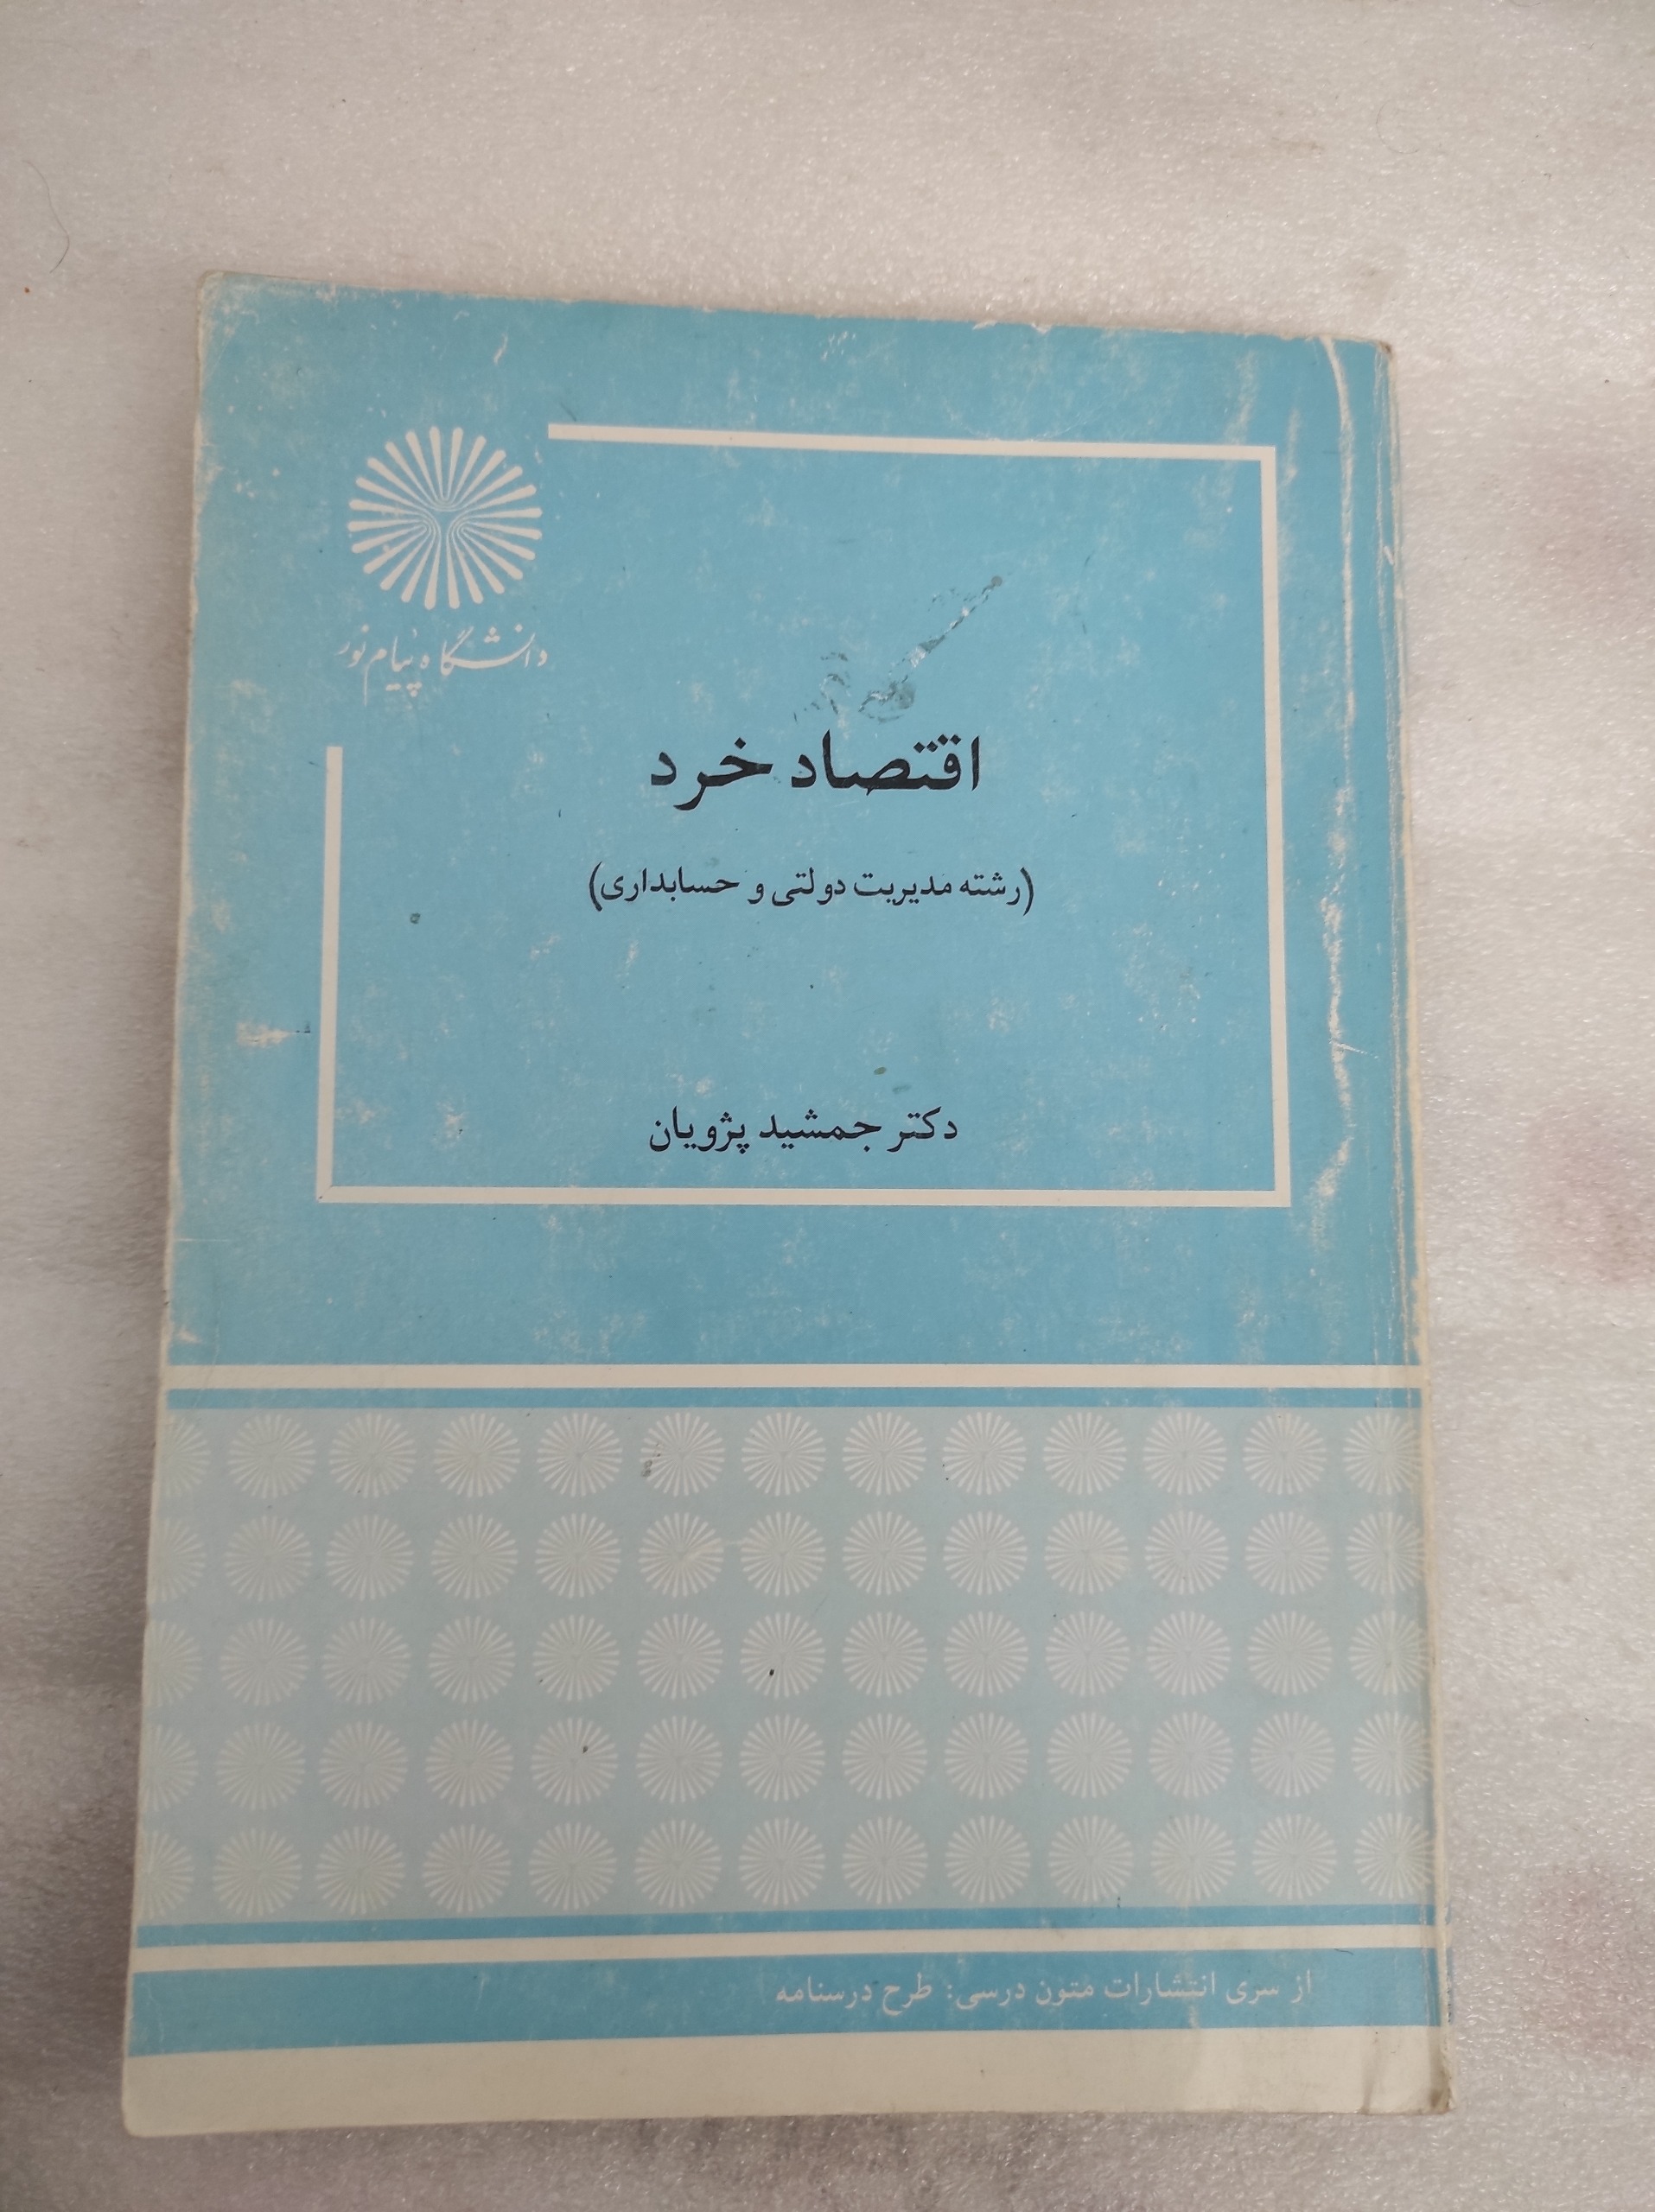 دانشگاه پیام نور
اقتصاد خرد
(رشته مدیریت دولتی و حسابداری)
دکتر جمشید پژویان
از سری انتشارات متون درسی: طرح درسنامه